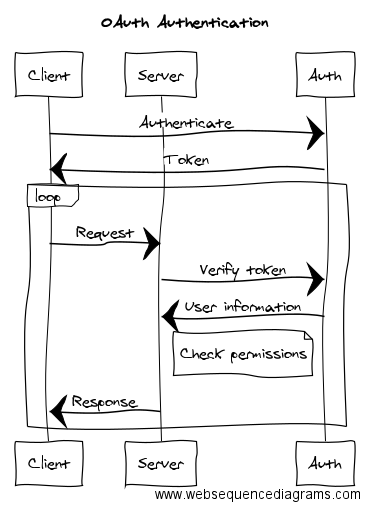 OAuth Authentication
Client
Server
Auth
Authenticate
Token
loop
Request
Verify token
User information
Check permissions
Response
Client
Server
Auth
www.websequencediagrams.com